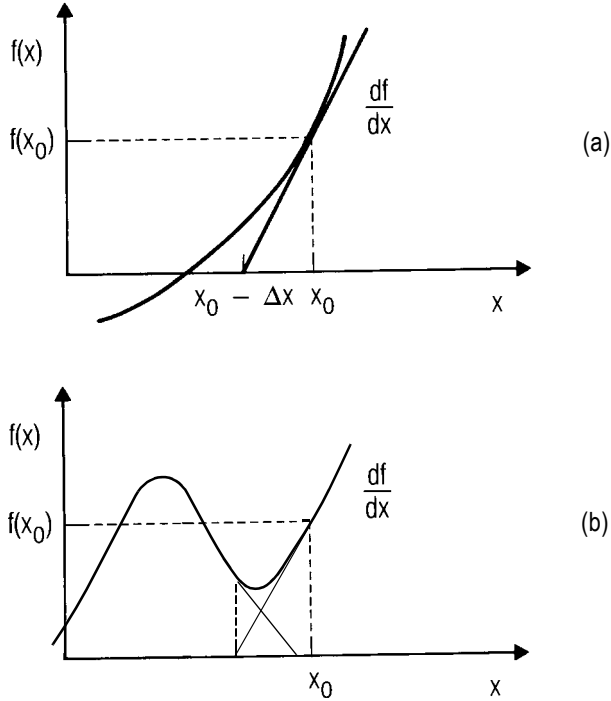 f(x)
df
dx
f(x₀)
(a)
x₀ − Δx x₀
x
f(x)
df
dx
f(x₀)
(b)
x₀
x